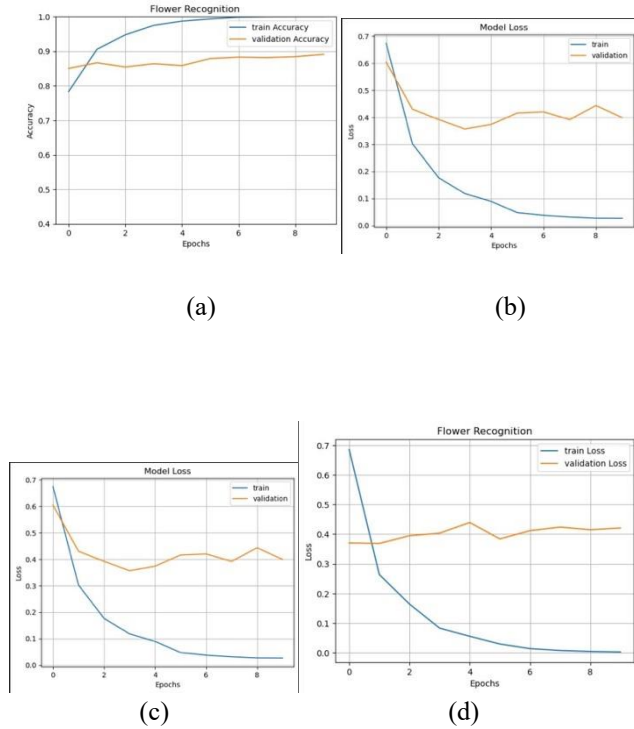 Flower Recognition
1.0
0.9
0.8
0.7
0.6
0.5
0.4
Accuracy
train Accuracy
validation Accuracy
0 2 4 6 8
Epochs
Model Loss
0.7
0.6
0.5
0.4
0.3
0.2
0.1
0.0
Loss
train
validation
0 2 4 6 8
Epochs
(a)
(b)
Model Loss
0.7
0.6
0.5
0.4
0.3
0.2
0.1
0.0
Loss
train
validation
0 2 4 6 8
Epochs
Flower Recognition
0.7
0.6
0.5
0.4
0.3
0.2
0.1
0.0
Loss
train Loss
validation Loss
0 2 4 6 8
Epochs
(c)
(d)